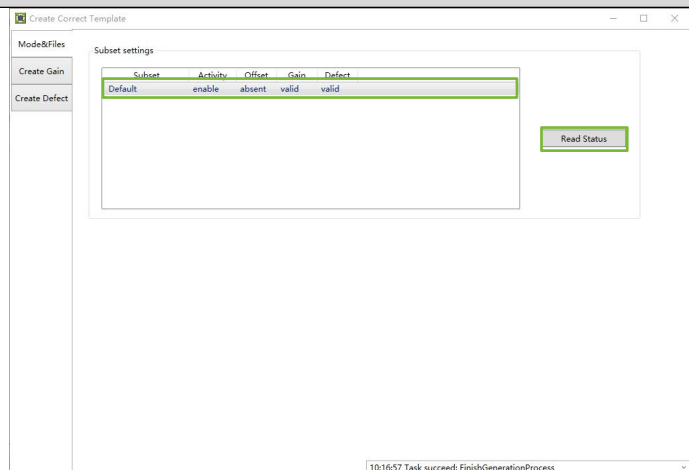 Create Correct Template
Mode&Files
Create Gain
Create Defect
Subset settings
Subset Activity Offset Gain Defect
Default enable absent valid valid
Read Status
10:16:57 Task succeed: FinishGenerationProcess